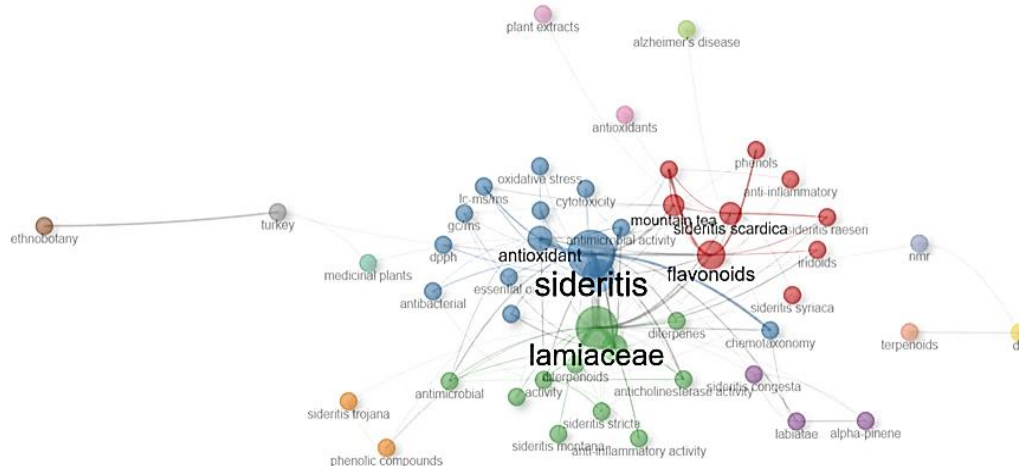 plant extracts
alzheimer's disease
antioxidants
phenols
oxidative stress
anti-inflammatory
lc-ms/ms
cytotoxicity
mountain tea
turkey
gc/ms
sideritis scardica
sideritis raeseri
ethnobotany
antimicrobial activity
dpph
antioxidant
iridoids
nmr
medicinal plants
flavonoids
essential
sideritis
antibacterial
sideritis syriaca
diterpenes
chemotaxonomy
terpenoids
lamiaceae
diterpenoids
antimicrobial
activity
anticholinesterase activity
sideritis congesta
sideritis trojana
sideritis stricta
labiatae
alpha-pinene
sideritis montana
anti-inflammatory activity
phenolic compounds